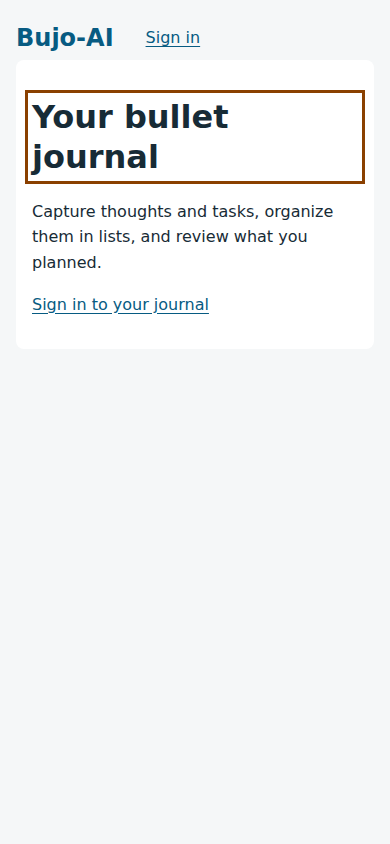 Bujo-AI Sign in
Your bullet
journal
Capture thoughts and tasks, organize
them in lists, and review what you
planned.
Sign in to your journal